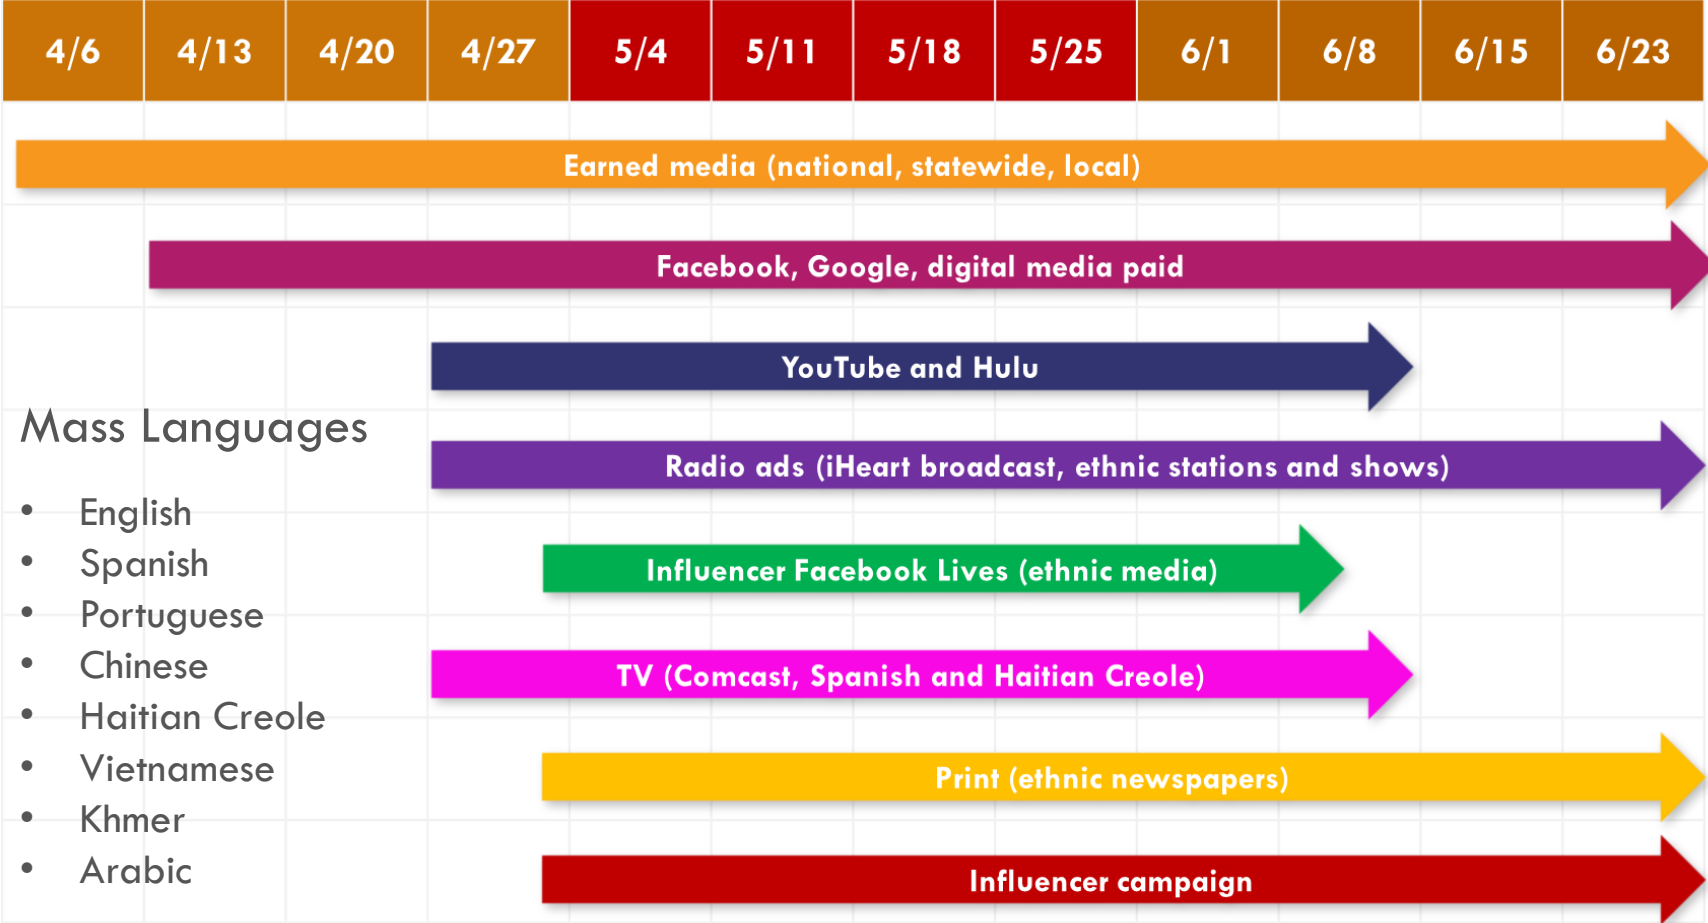 4/6 4/13 4/20 4/27 5/4 5/11 5/18 5/25 6/1 6/8 6/15 6/23
Earned media (national, statewide, local)
Facebook, Google, digital media paid
YouTube and Hulu
Radio ads (iHeart broadcast, ethnic stations and shows)
Influencer Facebook Lives (ethnic media)
TV (Comcast, Spanish and Haitian Creole)
Print (ethnic newspapers)
Influencer campaign
Mass Languages
• English
• Spanish
• Portuguese
• Chinese
• Haitian Creole
• Vietnamese
• Khmer
• Arabic